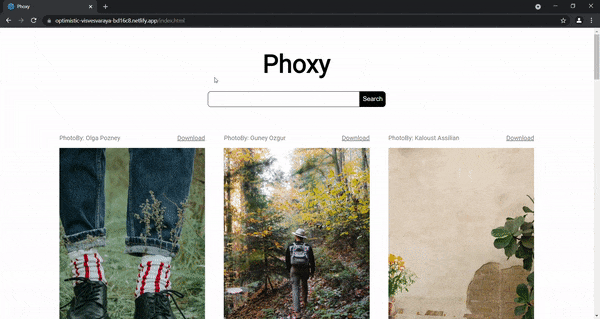 Phoxy
optimistic-visvesvaraya-bd16c8.netlify.app/index.html
Phoxy
Search
PhotoBy: Olga Pozney Download
PhotoBy: Guney Ozgur Download
PhotoBy: Kaloust Assilian Download